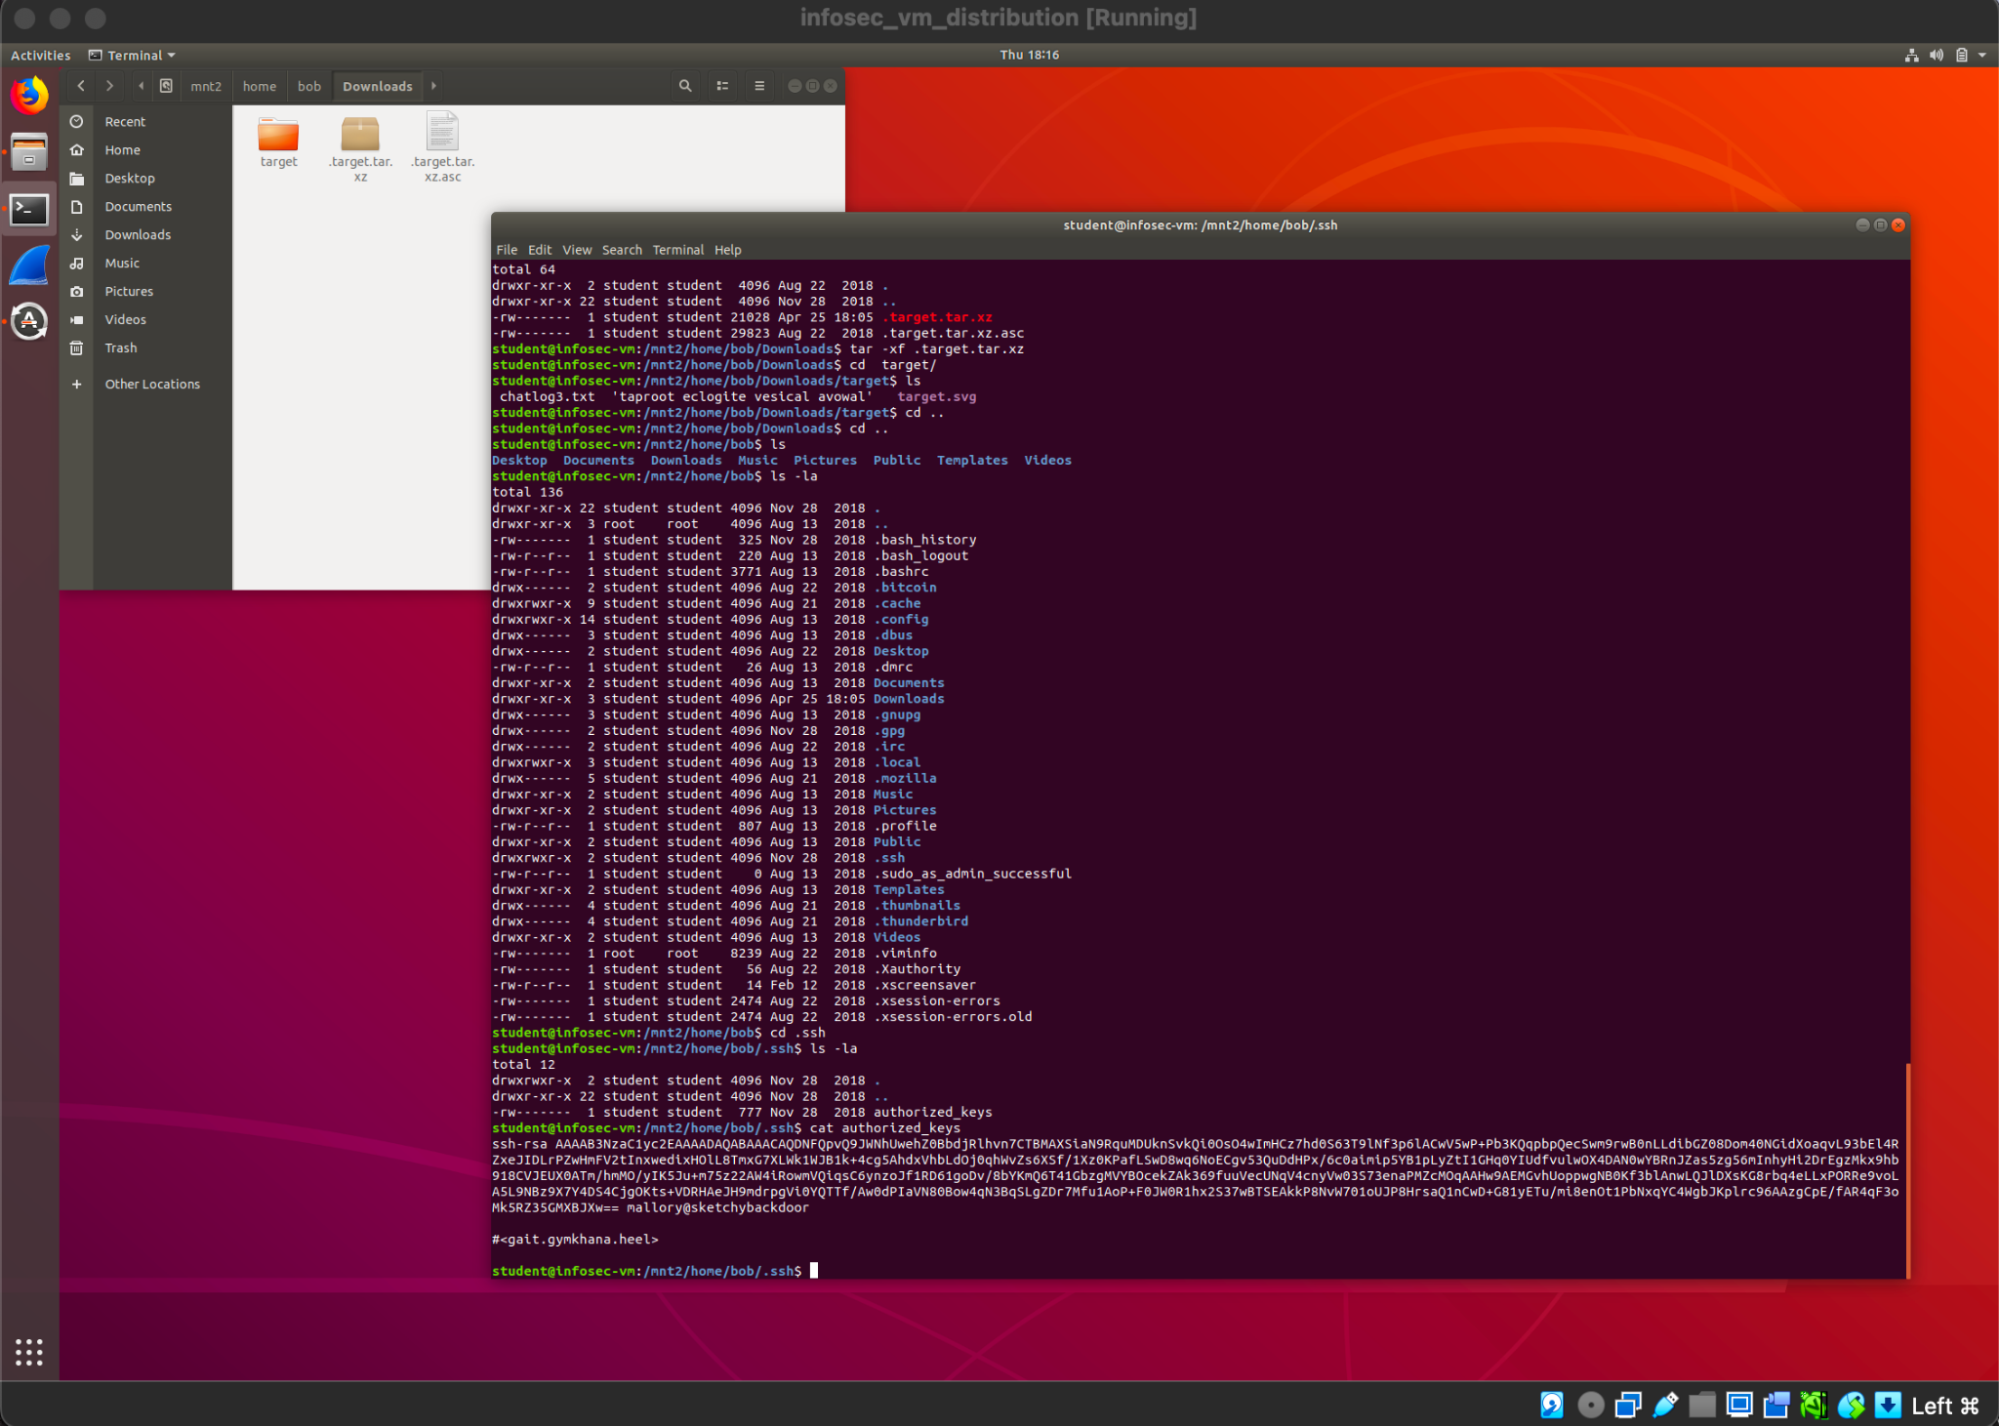 infosec_vm_distribution [Running]
Activities Terminal Thu 18:16
mnt2 home bob Downloads
Recent
Home
Desktop
Documents
Downloads
Music
Pictures
Videos
Trash
Other Locations
target
.target.tar.
xz
.target.tar.
xz.asc
student@infosec-vm: /mnt2/home/bob/.ssh
File Edit View Search Terminal Help
total 64
drwxr-xr-x  2 student student  4096 Aug 22  2018 .
drwxr-xr-x 22 student student  4096 Nov 28  2018 ..
-rw-------  1 student student 21028 Apr 25 18:05 .target.tar.xz
-rw-------  1 student student 29823 Aug 22  2018 .target.tar.xz.asc
student@infosec-vm:/mnt2/home/bob/Downloads$ tar -xf .target.tar.xz
student@infosec-vm:/mnt2/home/bob/Downloads$ cd  target/
student@infosec-vm:/mnt2/home/bob/Downloads/target$ ls
 chatlog3.txt  'taproot eclogite vesical avowal'   target.svg
student@infosec-vm:/mnt2/home/bob/Downloads/target$ cd ..
student@infosec-vm:/mnt2/home/bob/Downloads$ cd ..
student@infosec-vm:/mnt2/home/bob$ ls
Desktop  Documents  Downloads  Music  Pictures  Public  Templates  Videos
student@infosec-vm:/mnt2/home/bob$ ls -la
total 136
drwxr-xr-x 22 student student 4096 Nov 28  2018 .
drwxr-xr-x  3 root    root    4096 Aug 13  2018 ..
-rw-------  1 student student  325 Nov 28  2018 .bash_history
-rw-r--r--  1 student student  220 Aug 13  2018 .bash_logout
-rw-r--r--  1 student student 3771 Aug 13  2018 .bashrc
drwx------  2 student student 4096 Aug 22  2018 .bitcoin
drwxrwxr-x  9 student student 4096 Aug 21  2018 .cache
drwxrwxr-x 14 student student 4096 Aug 13  2018 .config
drwx------  3 student student 4096 Aug 13  2018 .dbus
drwx------  2 student student 4096 Aug 22  2018 Desktop
-rw-r--r--  1 student student   26 Aug 13  2018 .dmrc
drwxr-xr-x  2 student student 4096 Aug 13  2018 Documents
drwxr-xr-x  3 student student 4096 Apr 25 18:05 Downloads
drwx------  3 student student 4096 Aug 13  2018 .gnupg
drwx------  2 student student 4096 Nov 28  2018 .gpg
drwx------  2 student student 4096 Aug 22  2018 .irc
drwxrwxr-x  3 student student 4096 Aug 13  2018 .local
drwx------  5 student student 4096 Aug 21  2018 .mozilla
drwxr-xr-x  2 student student 4096 Aug 13  2018 Music
drwxr-xr-x  2 student student 4096 Aug 13  2018 Pictures
-rw-r--r--  1 student student  807 Aug 13  2018 .profile
drwxr-xr-x  2 student student 4096 Aug 13  2018 Public
drwxrwxr-x  2 student student 4096 Nov 28  2018 .ssh
-rw-r--r--  1 student student    0 Aug 13  2018 .sudo_as_admin_successful
drwxr-xr-x  2 student student 4096 Aug 13  2018 Templates
drwx------  4 student student 4096 Aug 21  2018 .thumbnails
drwx------  4 student student 4096 Aug 21  2018 .thunderbird
drwxr-xr-x  2 student student 4096 Aug 13  2018 Videos
-rw-------  1 root    root    8239 Aug 22  2018 .viminfo
-rw-------  1 student student   56 Aug 22  2018 .Xauthority
-rw-r--r--  1 student student   14 Feb 12  2018 .xscreensaver
-rw-------  1 student student 2474 Aug 22  2018 .xsession-errors
-rw-------  1 student student 2474 Aug 22  2018 .xsession-errors.old
student@infosec-vm:/mnt2/home/bob$ cd .ssh
student@infosec-vm:/mnt2/home/bob/.ssh$ ls -la
total 12
drwxrwxr-x  2 student student 4096 Nov 28  2018 .
drwxr-xr-x 22 student student 4096 Nov 28  2018 ..
-rw-------  1 student student  777 Nov 28  2018 authorized_keys
student@infosec-vm:/mnt2/home/bob/.ssh$ cat authorized_keys
ssh-rsa
mallory@sketchybackdoor
#<gait.gymkhana.heel>
student@infosec-vm:/mnt2/home/bob/.ssh$
Left ⌘